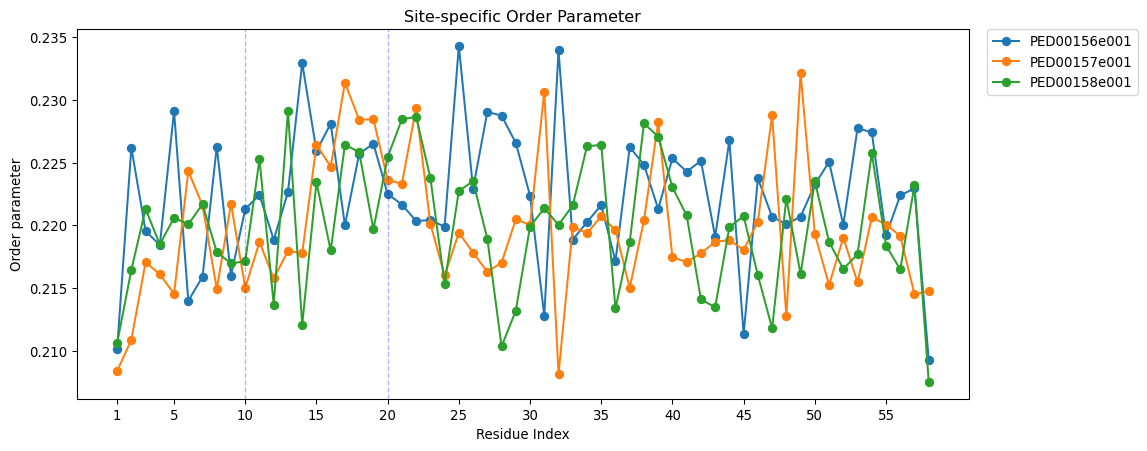 Site-specific Order Parameter
Order parameter
0.235
0.230
0.225
0.220
0.215
0.210
1 5 10 15 20 25 30 35 40 45 50 55
Residue Index
PED00156e001
PED00157e001
PED00158e001